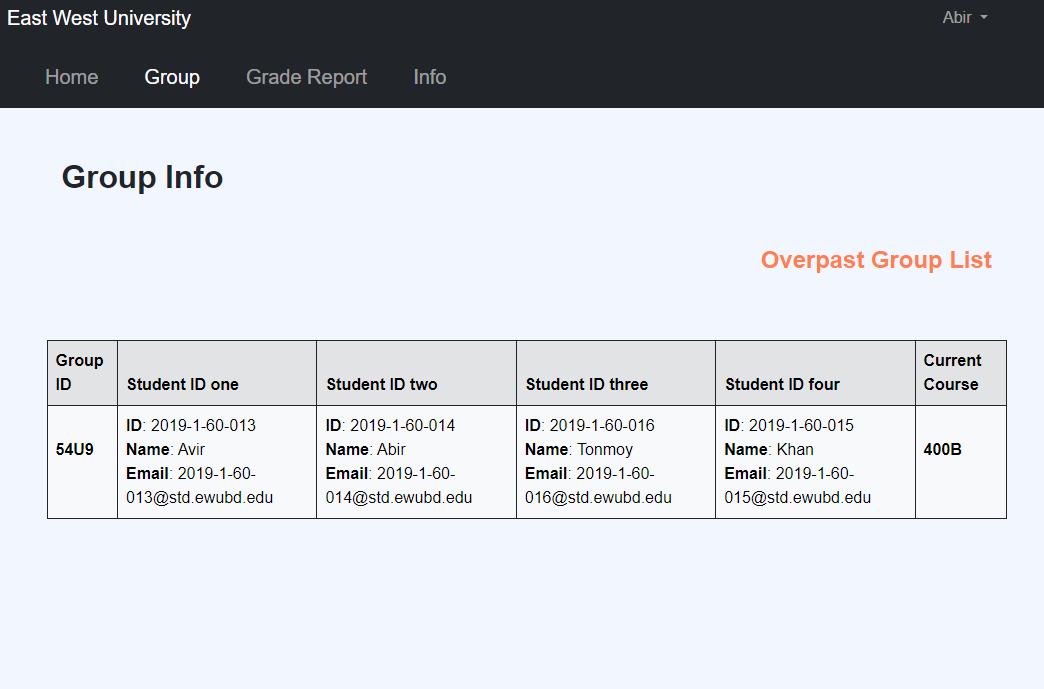 East West University
Abir
Home Group Grade Report Info
Group Info
Overpast Group List
Group ID
Student ID one
Student ID two
Student ID three
Student ID four
Current Course
54U9
ID: 2019-1-60-013
Name: Avir
Email: 2019-1-60-
013@std.ewubd.edu
ID: 2019-1-60-014
Name: Abir
Email: 2019-1-60-
014@std.ewubd.edu
ID: 2019-1-60-016
Name: Tonmoy
Email: 2019-1-60-
016@std.ewubd.edu
ID: 2019-1-60-015
Name: Khan
Email: 2019-1-60-
015@std.ewubd.edu
400B